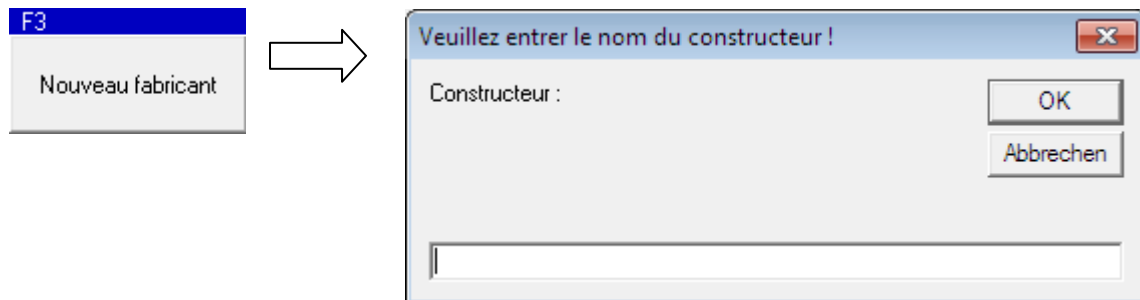 F3
Nouveau fabricant
Veuillez entrer le nom du constructeur !
Constructeur :
OK
Abbrechen